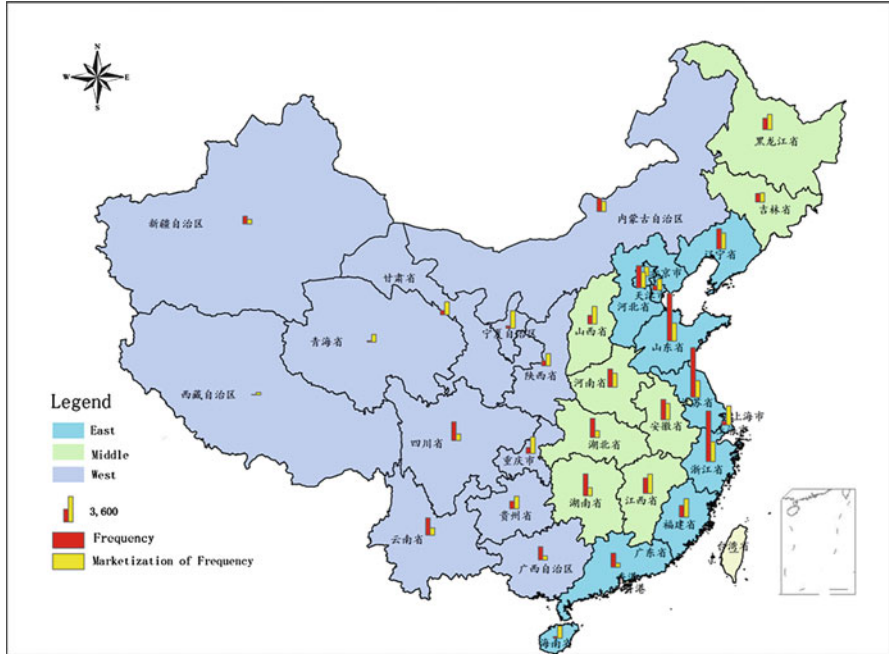 N
W
E
S
黑龙江省
吉林省
辽宁省
内蒙古自治区
新疆自治区
甘肃省
京市
天津
河北省
山西省
宁夏自治区
青海省
山东省
陕西省
河南省
西藏自治区
苏省
上海市
安徽省
四川省
湖北省
重庆市
浙江省
湖南省
江西省
贵州省
福建省
云南省
广东省
台湾省
广西自治区
香港
海南省
Legend
East
Middle
West
3,600
Frequency
Marketization of Frequency